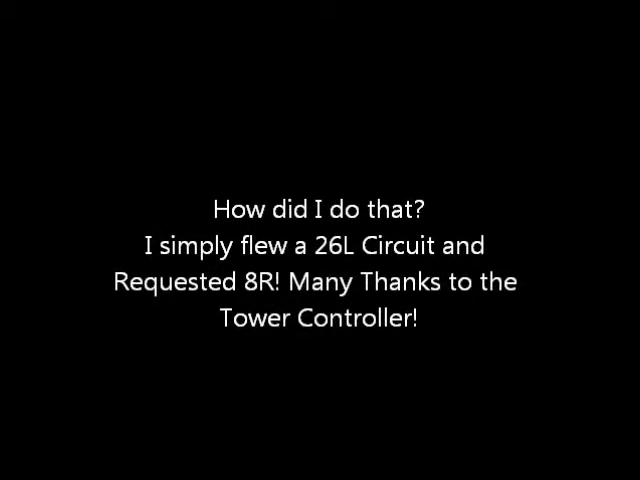 How did I do that?
I simply flew a 26L Circuit and
Requested 8R! Many Thanks to the
Tower Controller!